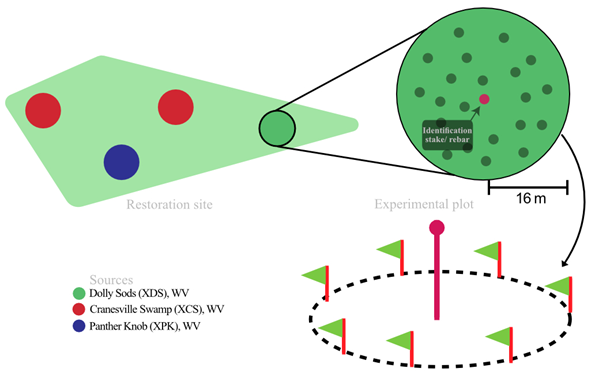 Identification
stake/ rebar
16 m
Restoration site
Experimental plot
Sources
Dolly Sods (XDS), WV
Cranesville Swamp (XCS), WV
Panther Knob (XPK), WV